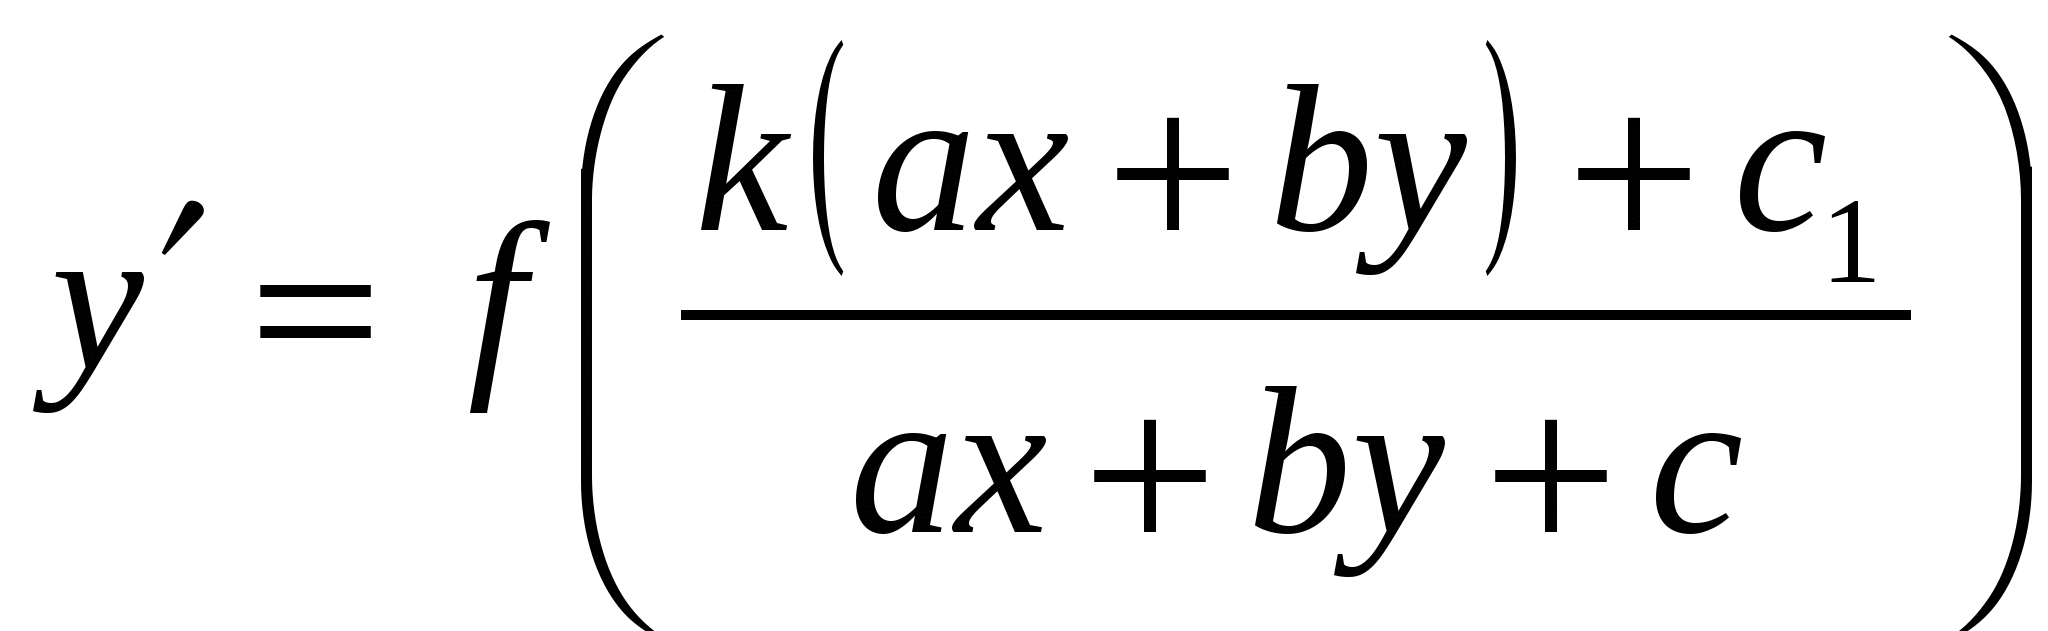 y′ = f( (k(ax + by) + c₁) / (ax + by + c) )